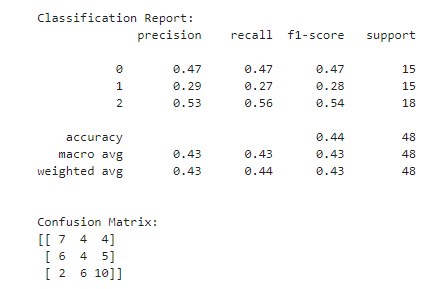 Classification Report:
precision recall f1-score support
0 0.47 0.47 0.47 15
1 0.29 0.27 0.28 15
2 0.53 0.56 0.54 18
accuracy 0.44 48
macro avg 0.43 0.43 0.43 48
weighted avg 0.43 0.44 0.43 48
Confusion Matrix:
[[ 7 4 4]
[ 6 4 5]
[ 2 6 10]]